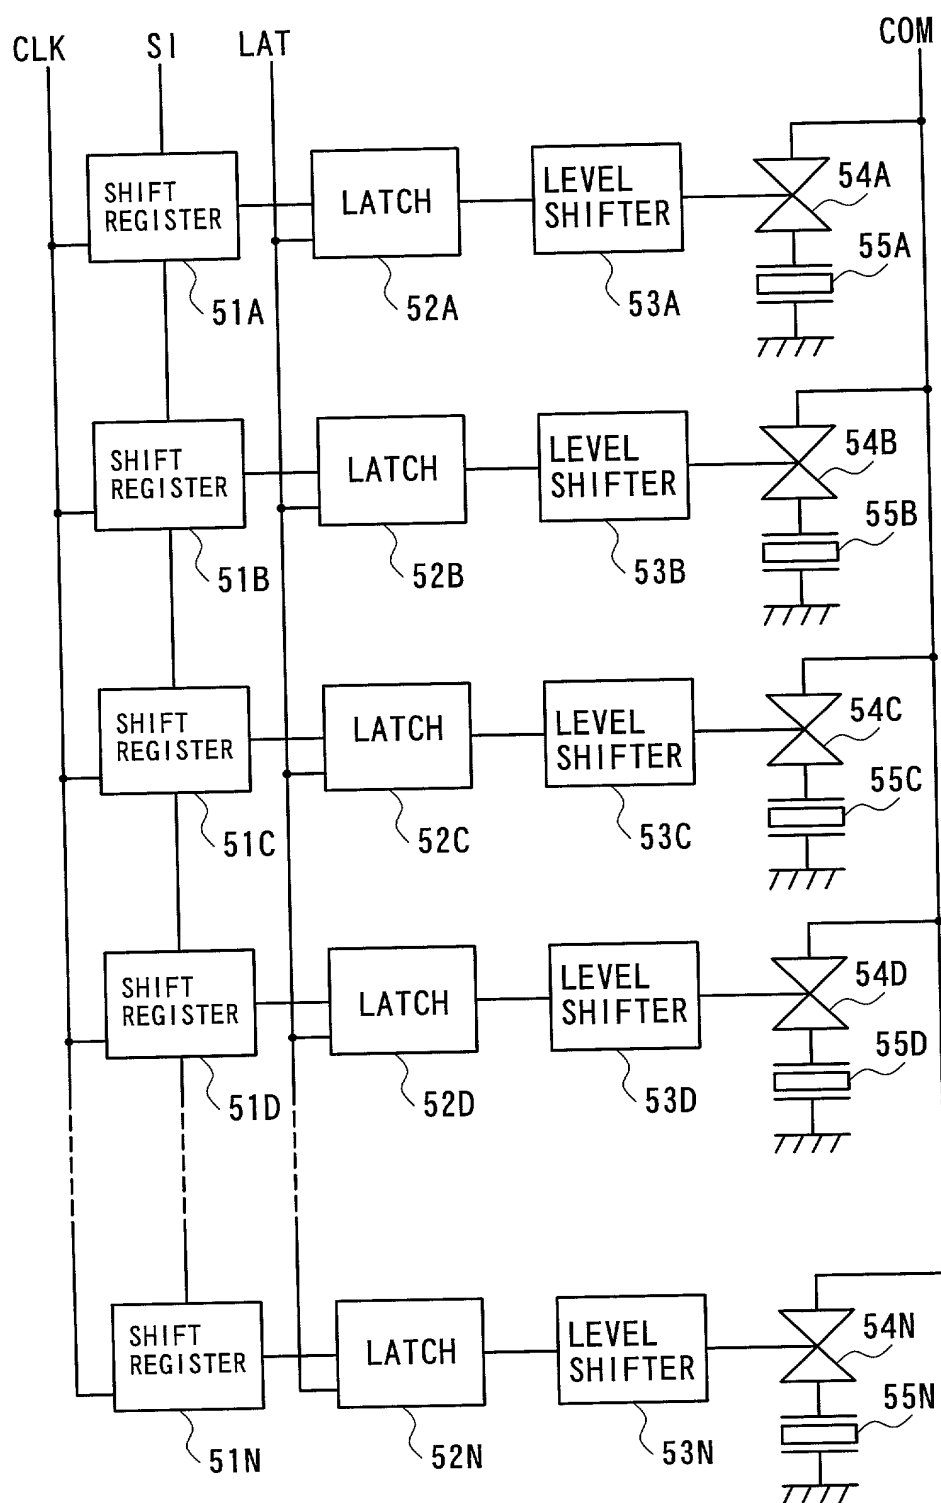 CLK
SI
LAT
COM
SHIFT
REGISTER
LATCH
LEVEL
SHIFTER
54A
55A
51A
52A
53A
SHIFT
REGISTER
LATCH
LEVEL
SHIFTER
54B
55B
51B
52B
53B
SHIFT
REGISTER
LATCH
LEVEL
SHIFTER
54C
55C
51C
52C
53C
SHIFT
REGISTER
LATCH
LEVEL
SHIFTER
54D
55D
51D
52D
53D
SHIFT
REGISTER
LATCH
LEVEL
SHIFTER
54N
55N
51N
52N
53N